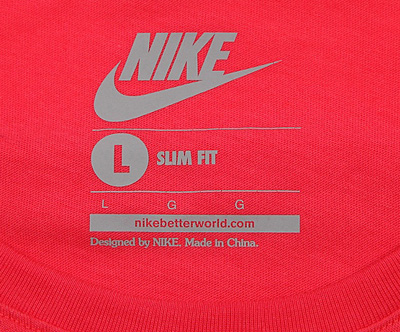 NIKE
L SLIM FIT
L G G
nikebetterworld.com
Designed by NIKE. Made in China.